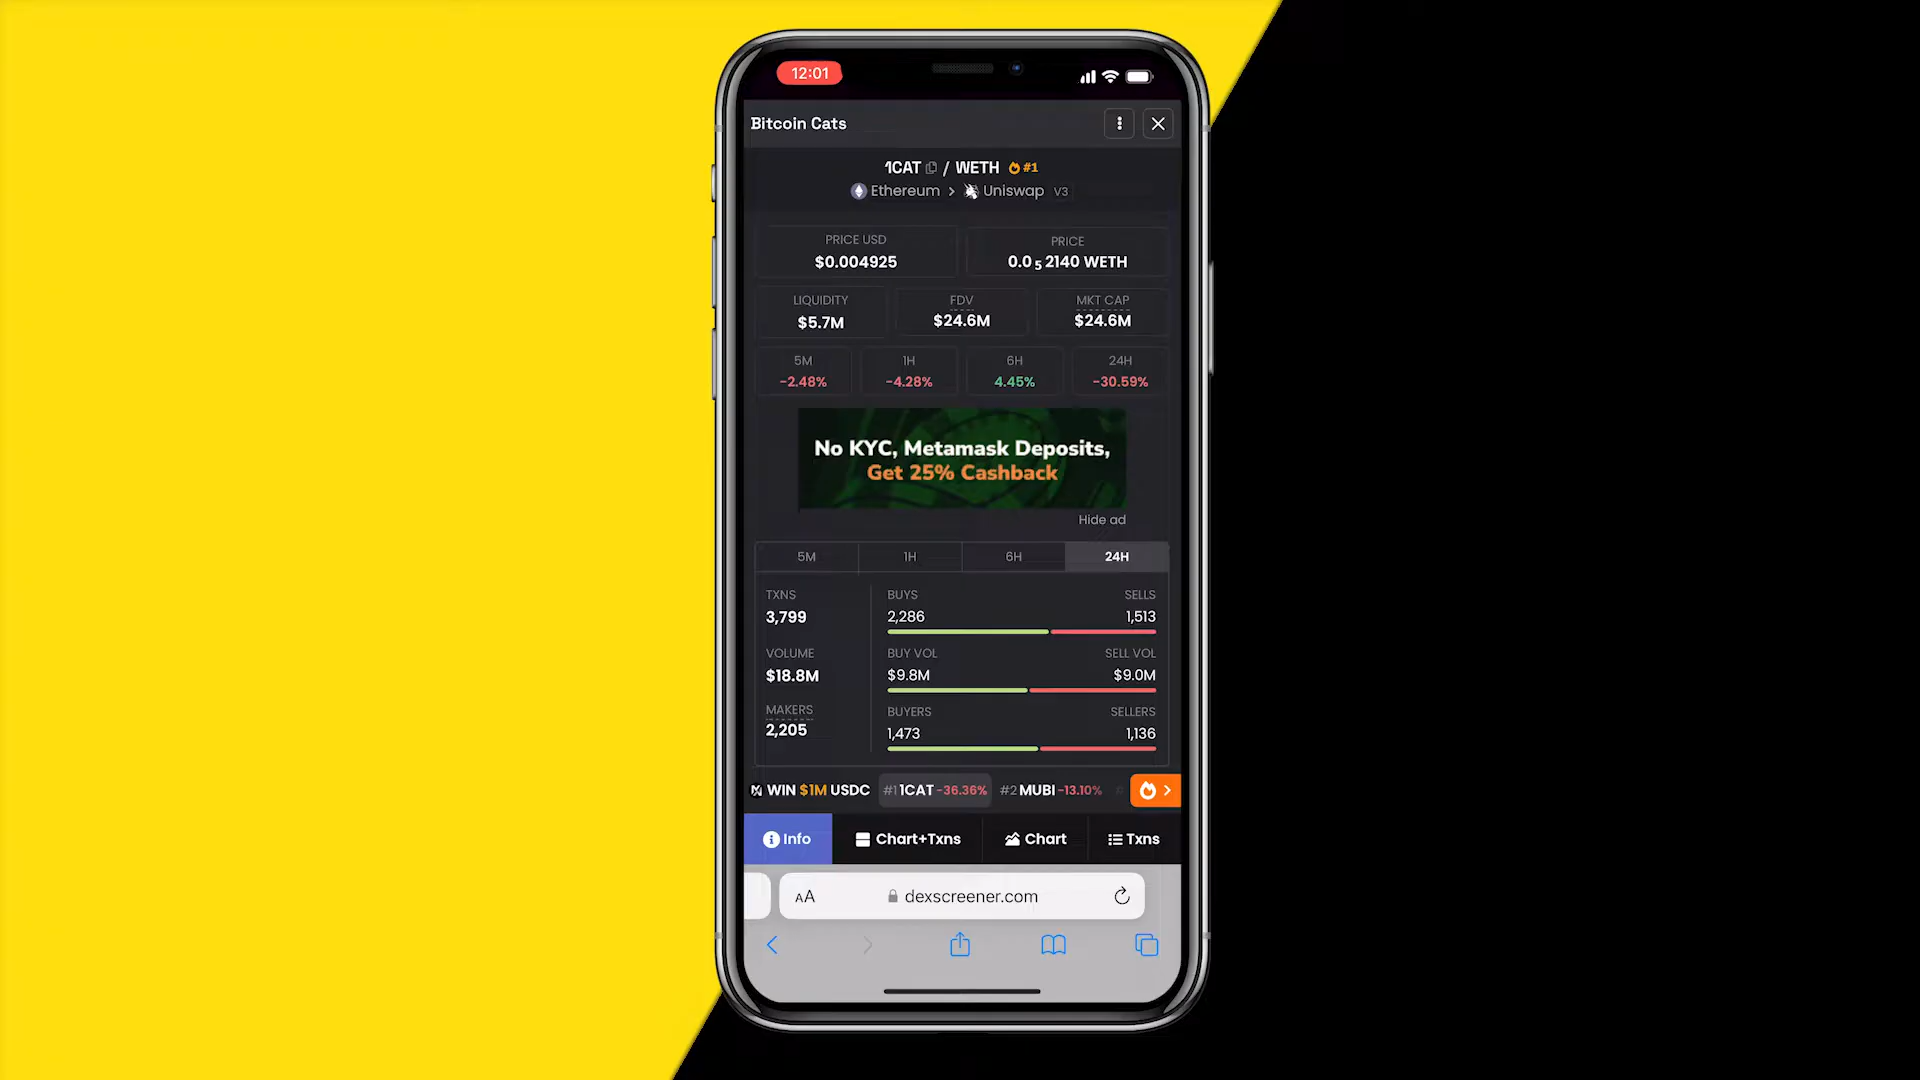 12:01
Bitcoin Cats
1CAT / WETH #1
Ethereum > Uniswap V3
PRICE USD
$0.004925
PRICE
0.0₅2140 WETH
LIQUIDITY
$5.7M
FDV
$24.6M
MKT CAP
$24.6M
5M
-2.48%
1H
-4.28%
6H
4.45%
24H
-30.59%
No KYC, Metamask Deposits,
Get 25% Cashback
Hide ad
5M 1H 6H 24H
TXNS
3,799
BUYS SELLS
2,286 1,513
VOLUME
$18.8M
BUY VOL SELL VOL
$9.8M $9.0M
MAKERS
2,205
BUYERS SELLERS
1,473 1,136
WIN $1M USDC #1 1CAT -36.36% #2 MUBI -13.10%
Info Chart+Txns Chart Txns
AA dexscreener.com